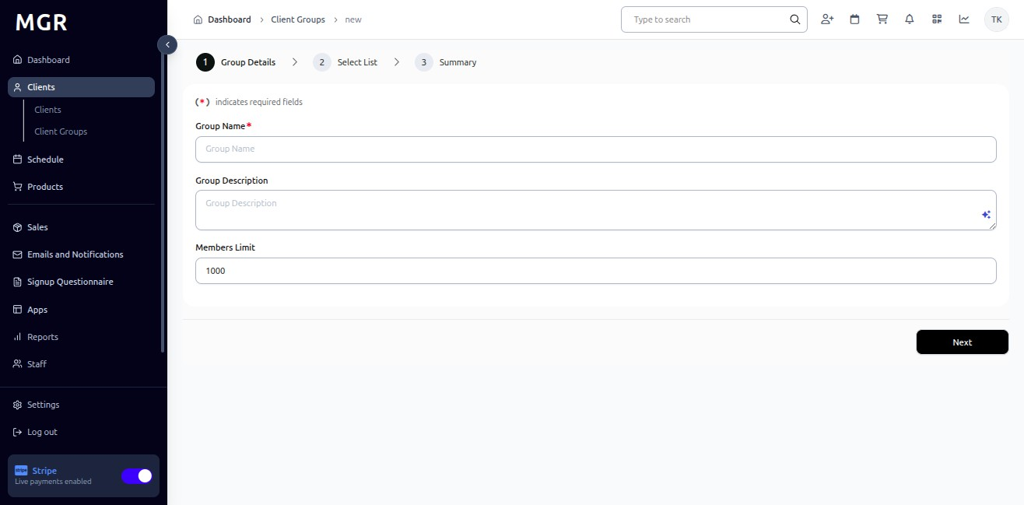 MGR
Dashboard
Clients
Clients
Client Groups
Schedule
Products
Sales
Emails and Notifications
Signup Questionnaire
Apps
Reports
Staff
Settings
Log out
Stripe
Live payments enabled
Dashboard > Client Groups > new
Type to search
TK
1 Group Details > 2 Select List > 3 Summary
(*) indicates required fields
Group Name*
Group Name
Group Description
Group Description
Members Limit
1000
Next